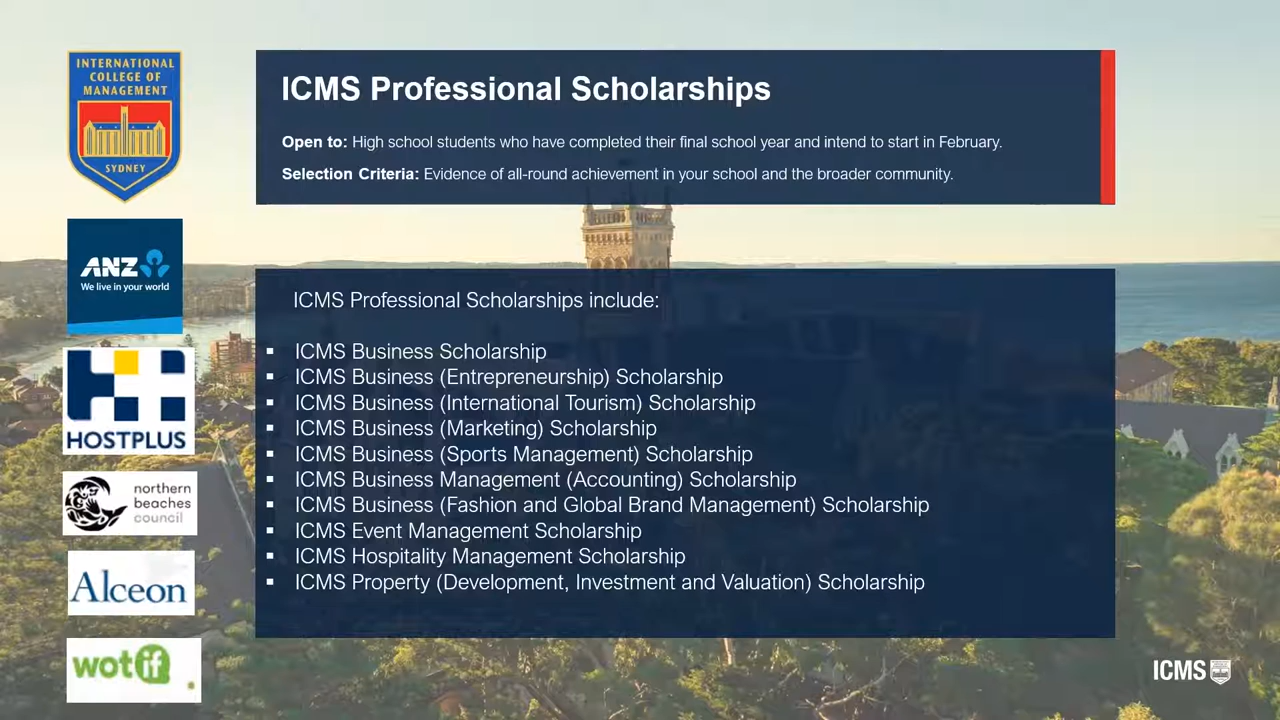 INTERNATIONAL
COLLEGE OF
MANAGEMENT
SYDNEY
ICMS Professional Scholarships
Open to: High school students who have completed their final school year and intend to start in February.
Selection Criteria: Evidence of all-round achievement in your school and the broader community.
ANZ
We live in your world
HOSTPLUS
northern
beaches
council
Alceon
wotif
ICMS Professional Scholarships include:
▪ ICMS Business Scholarship
▪ ICMS Business (Entrepreneurship) Scholarship
▪ ICMS Business (International Tourism) Scholarship
▪ ICMS Business (Marketing) Scholarship
▪ ICMS Business (Sports Management) Scholarship
▪ ICMS Business Management (Accounting) Scholarship
▪ ICMS Business (Fashion and Global Brand Management) Scholarship
▪ ICMS Event Management Scholarship
▪ ICMS Hospitality Management Scholarship
▪ ICMS Property (Development, Investment and Valuation) Scholarship
ICMS